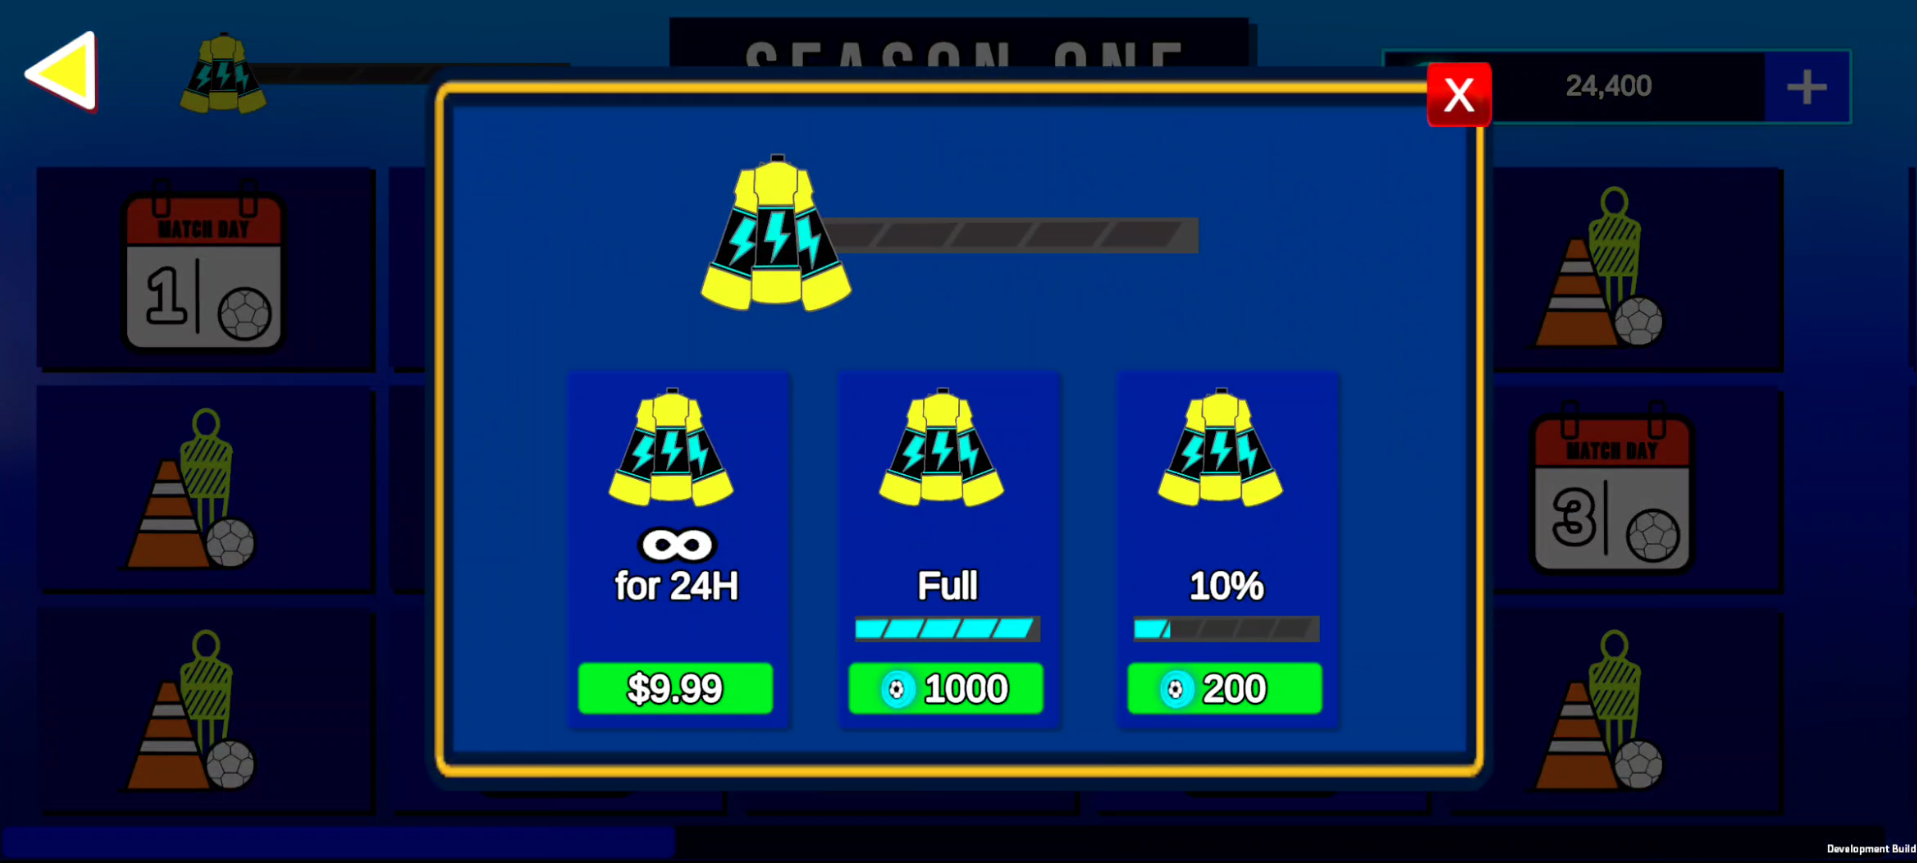 SEASON ONE
24,400
+
X
MATCH DAY
1
MATCH DAY
3
∞
for 24H
Full
10%
$9.99
1000
200
Development Build